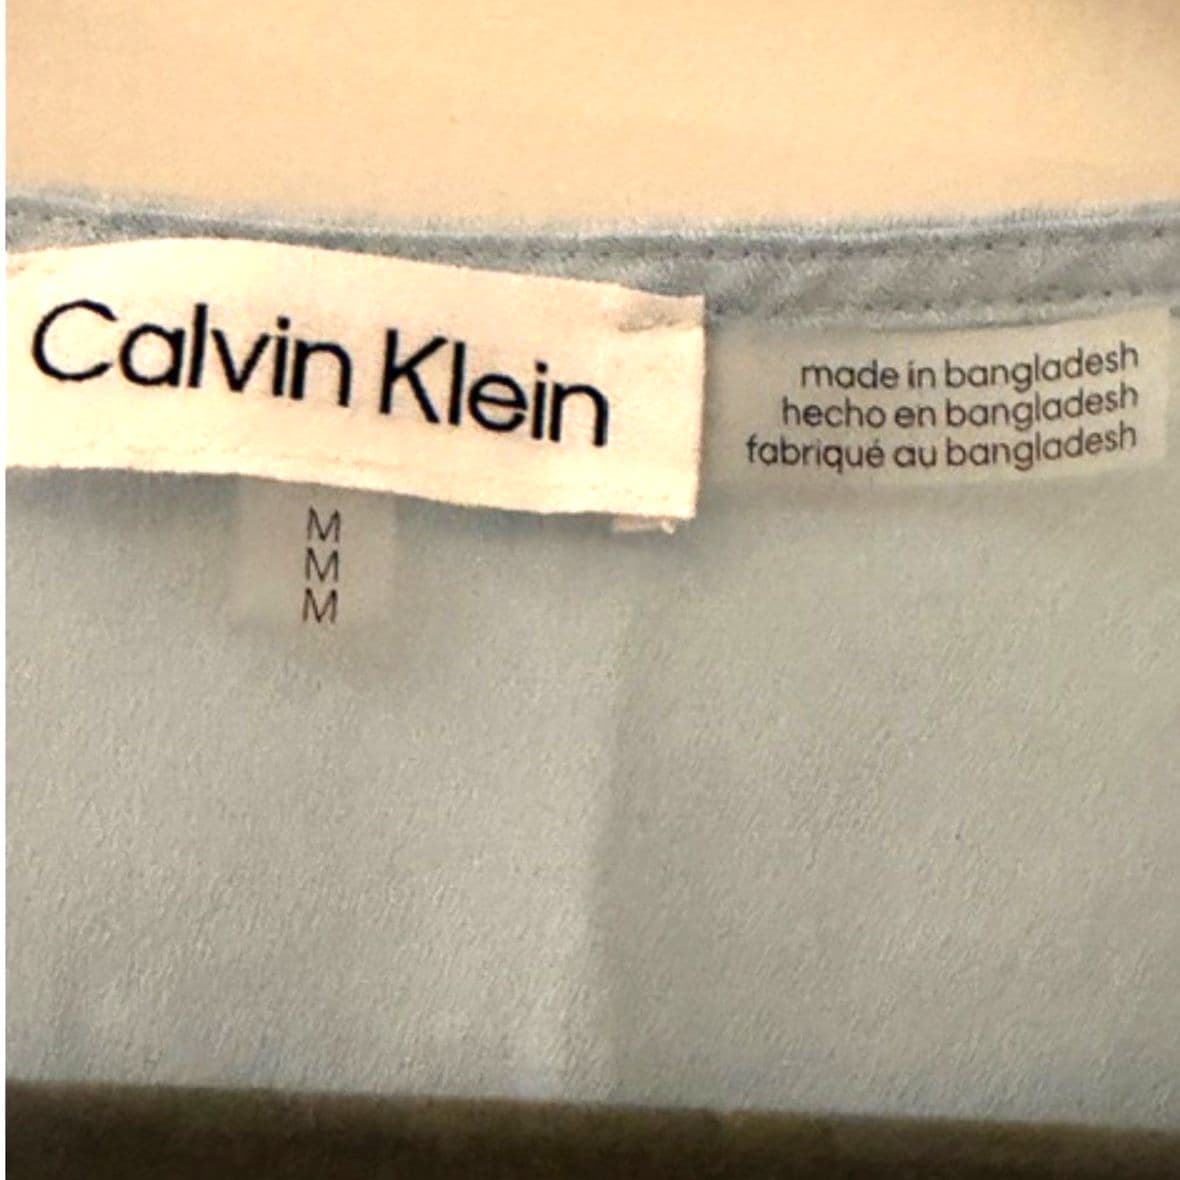 Calvin Klein
M
M
M
made in bangladesh
hecho en bangladesh
fabriqué au bangladesh